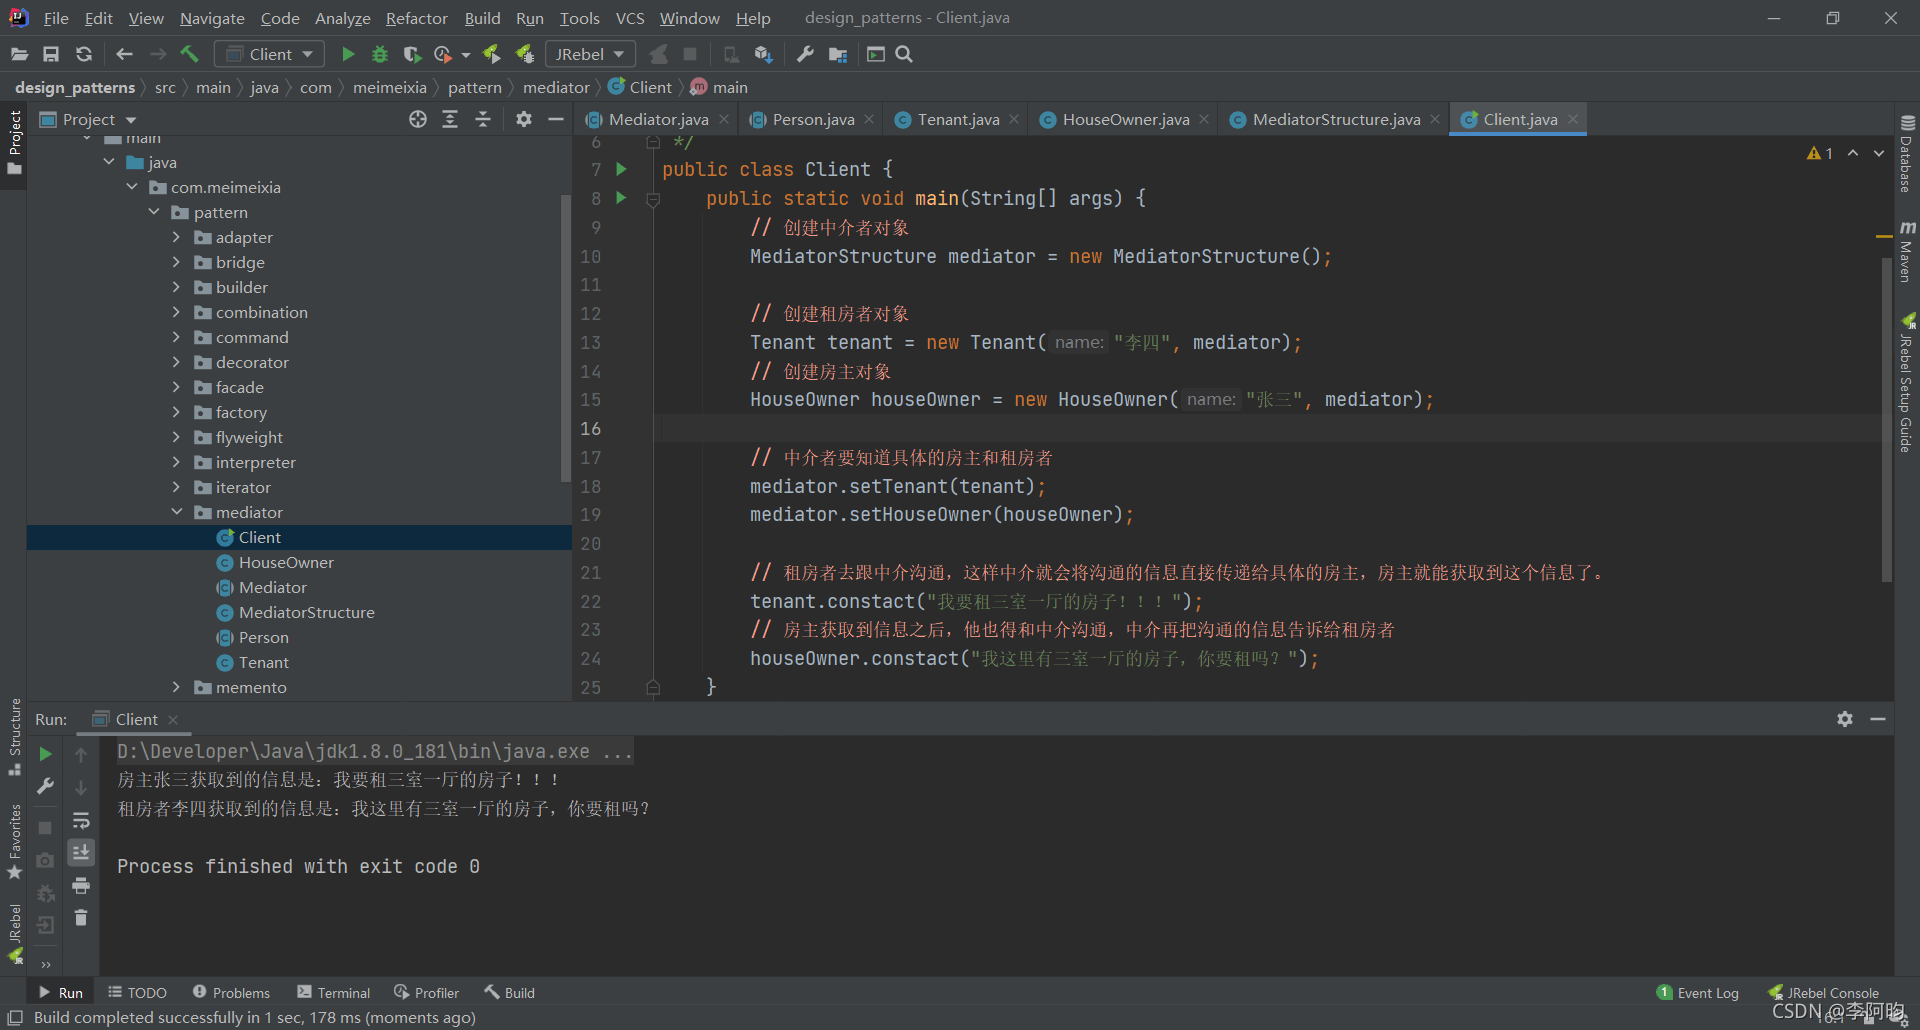 File Edit View Navigate Code Analyze Refactor Build Run Tools VCS Window Help design_patterns - Client.java
Client JRebel
design_patterns src main java com meimeixia pattern mediator Client main
Project
Mediator.java Person.java Tenant.java HouseOwner.java MediatorStructure.java Client.java
main
java
com.meimeixia
pattern
adapter
bridge
builder
combination
command
decorator
facade
factory
flyweight
interpreter
iterator
mediator
Client
HouseOwner
Mediator
MediatorStructure
Person
Tenant
memento
6 */
7 public class Client {
8 public static void main(String[] args) {
9 // 创建中介者对象
10 MediatorStructure mediator = new MediatorStructure();
11
12 // 创建租房者对象
13 Tenant tenant = new Tenant( name: "李四", mediator);
14 // 创建房主对象
15 HouseOwner houseOwner = new HouseOwner( name: "张三", mediator);
16
17 // 中介者要知道具体的房主和租房者
18 mediator.setTenant(tenant);
19 mediator.setHouseOwner(houseOwner);
20
21 // 租房者去跟中介沟通，这样中介就会将沟通的信息直接传递给具体的房主，房主就能获取到这个信息了。
22 tenant.constact("我要租三室一厅的房子！！！");
23 // 房主获取到信息之后，他也得和中介沟通，中介再把沟通的信息告诉给租房者
24 houseOwner.constact("我这里有三室一厅的房子，你要租吗？");
25 }
1
Project
Structure
Favorites
JRebel
Database
Maven
JRebel Setup Guide
Run: Client
D:\Developer\Java\jdk1.8.0_181\bin\java.exe ...
房主张三获取到的信息是：我要租三室一厅的房子！！！
租房者李四获取到的信息是：我这里有三室一厅的房子，你要租吗？
Process finished with exit code 0
Run TODO Problems Terminal Profiler Build 1 Event Log JRebel Console
Build completed successfully in 1 sec, 178 ms (moments ago)
CSDN @李阿昀